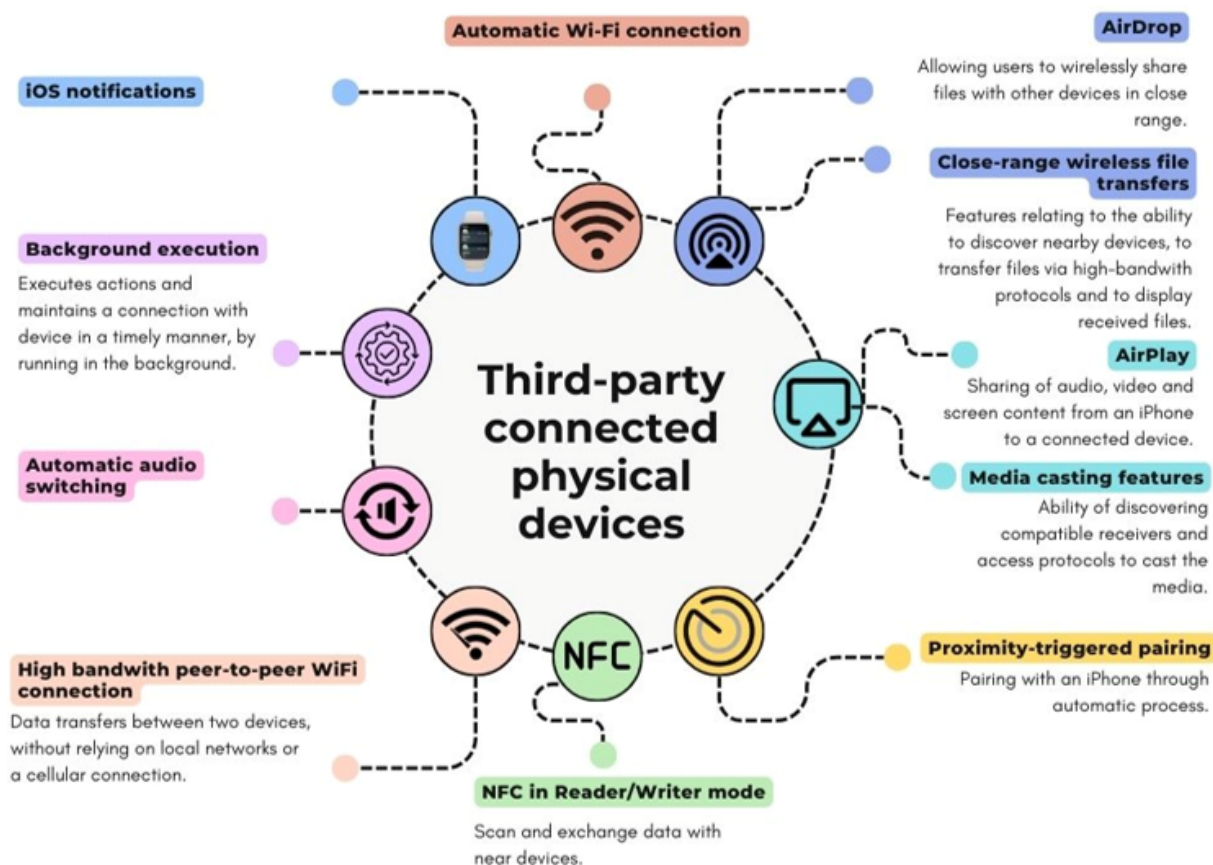 Automatic Wi-Fi connection
AirDrop
Allowing users to wirelessly share
files with other devices in close
range.
iOS notifications
Close-range wireless file
transfers
Features relating to the ability
to discover nearby devices, to
transfer files via high-bandwith
protocols and to display
received files.
Background execution
Executes actions and
maintains a connection with
device in a timely manner, by
running in the background.
Third-party
connected
physical
devices
AirPlay
Sharing of audio, video and
screen content from an iPhone
to a connected device.
Automatic audio
switching
Media casting features
Ability of discovering
compatible receivers and
access protocols to cast the
media.
NFC
High bandwith peer-to-peer WiFi
connection
Data transfers between two devices,
without relying on local networks or
a cellular connection.
Proximity-triggered pairing
Pairing with an iPhone through
automatic process.
NFC in Reader/Writer mode
Scan and exchange data with
near devices.